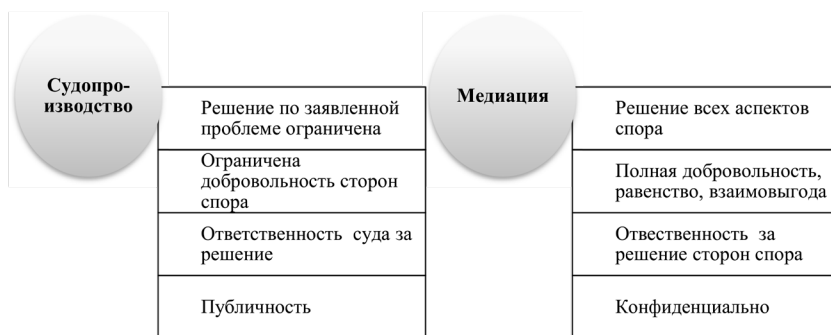 Судопро-
изводство
Решение по заявленной
проблеме ограничена
Ограничена
добровольность сторон
спора
Ответственность суда за
решение
Публичность
Медиация
Решение всех аспектов
спора
Полная добровольность,
равенство, взаимовыгода
Отвественность за
решение сторон спора
Конфиденциально